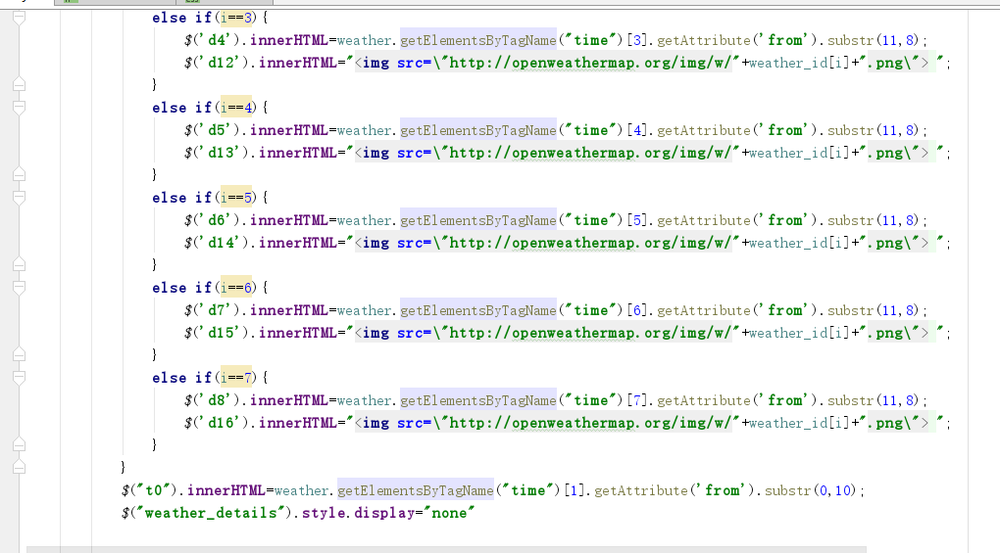 else if(i==3){
$('d4').innerHTML=weather.getElementsByTagName("time")[3].getAttribute('from').substr(11,8);
$('d12').innerHTML="<img src=\"http://openweathermap.org/img/w/"+weather_id[i]+".png\"> ";
}
else if(i==4){
$('d5').innerHTML=weather.getElementsByTagName("time")[4].getAttribute('from').substr(11,8);
$('d13').innerHTML="<img src=\"http://openweathermap.org/img/w/"+weather_id[i]+".png\"> ";
}
else if(i==5){
$('d6').innerHTML=weather.getElementsByTagName("time")[5].getAttribute('from').substr(11,8);
$('d14').innerHTML="<img src=\"http://openweathermap.org/img/w/"+weather_id[i]+".png\"> ";
}
else if(i==6){
$('d7').innerHTML=weather.getElementsByTagName("time")[6].getAttribute('from').substr(11,8);
$('d15').innerHTML="<img src=\"http://openweathermap.org/img/w/"+weather_id[i]+".png\"> ";
}
else if(i==7){
$('d8').innerHTML=weather.getElementsByTagName("time")[7].getAttribute('from').substr(11,8);
$('d16').innerHTML="<img src=\"http://openweathermap.org/img/w/"+weather_id[i]+".png\"> ";
}
}
$("t0").innerHTML=weather.getElementsByTagName("time")[1].getAttribute('from').substr(0,10);
$("weather_details").style.display="none"